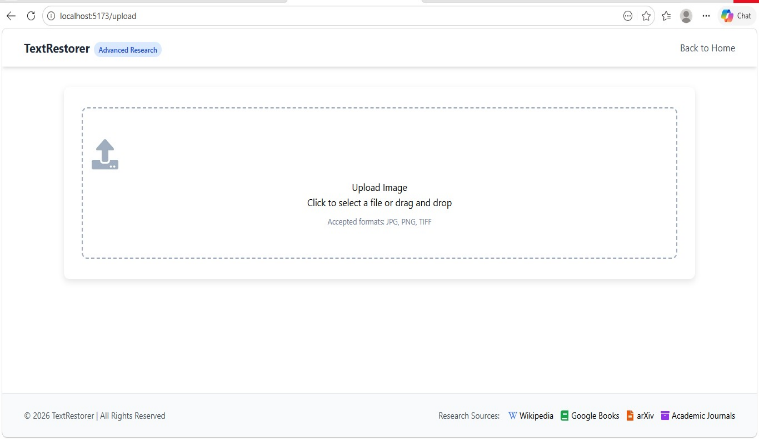 localhost:5173/upload
Chat
TextRestorer Advanced Research Back to Home
Upload Image
Click to select a file or drag and drop
Accepted formats: JPG, PNG, TIFF
© 2026 TextRestorer | All Rights Reserved Research Sources: W Wikipedia Google Books arXiv Academic Journals